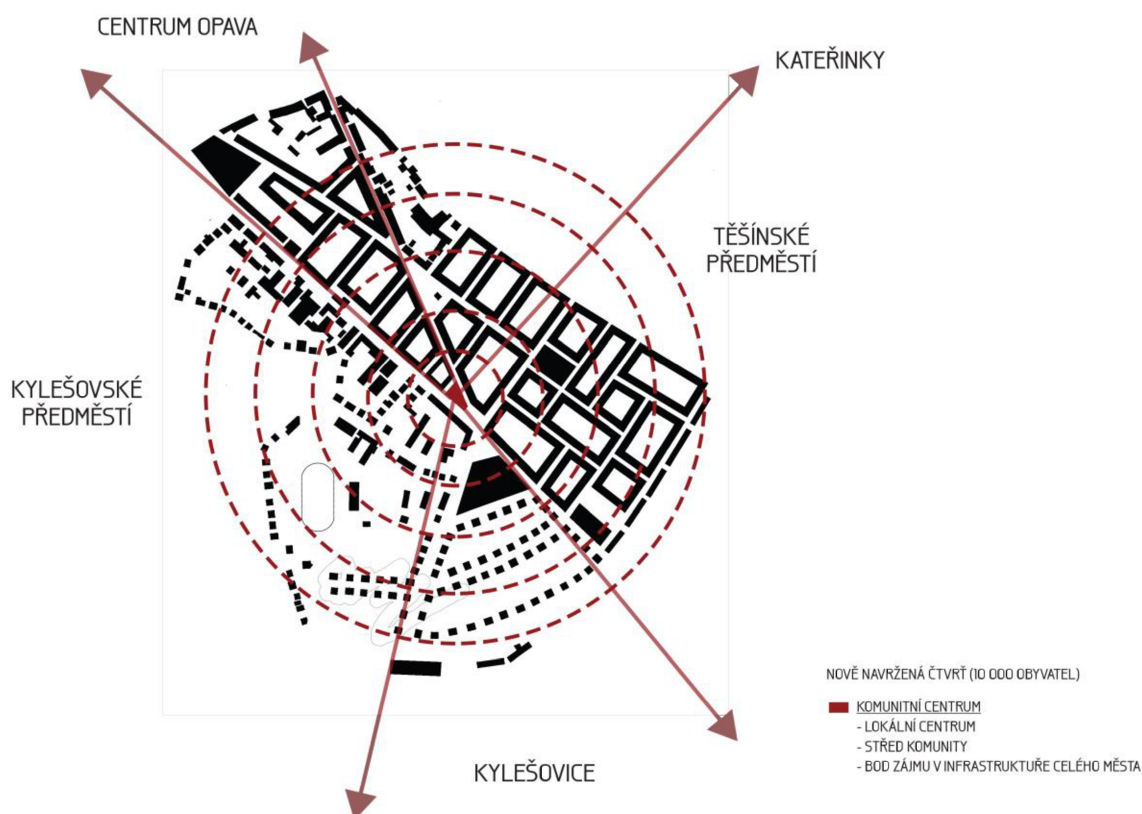 CENTRUM OPAVA
KATEŘINKY
TĚŠÍNSKÉ
PŘEDMĚSTÍ
KYLEŠOVSKÉ
PŘEDMĚSTÍ
KYLEŠOVICE
NOVĚ NAVRŽENÁ ČTVRŤ (10 000 OBYVATEL)
KOMUNITNÍ CENTRUM
- LOKÁLNÍ CENTRUM
- STŘED KOMUNITY
- BOD ZÁJMU V INFRASTRUKTUŘE CELÉHO MĚSTA